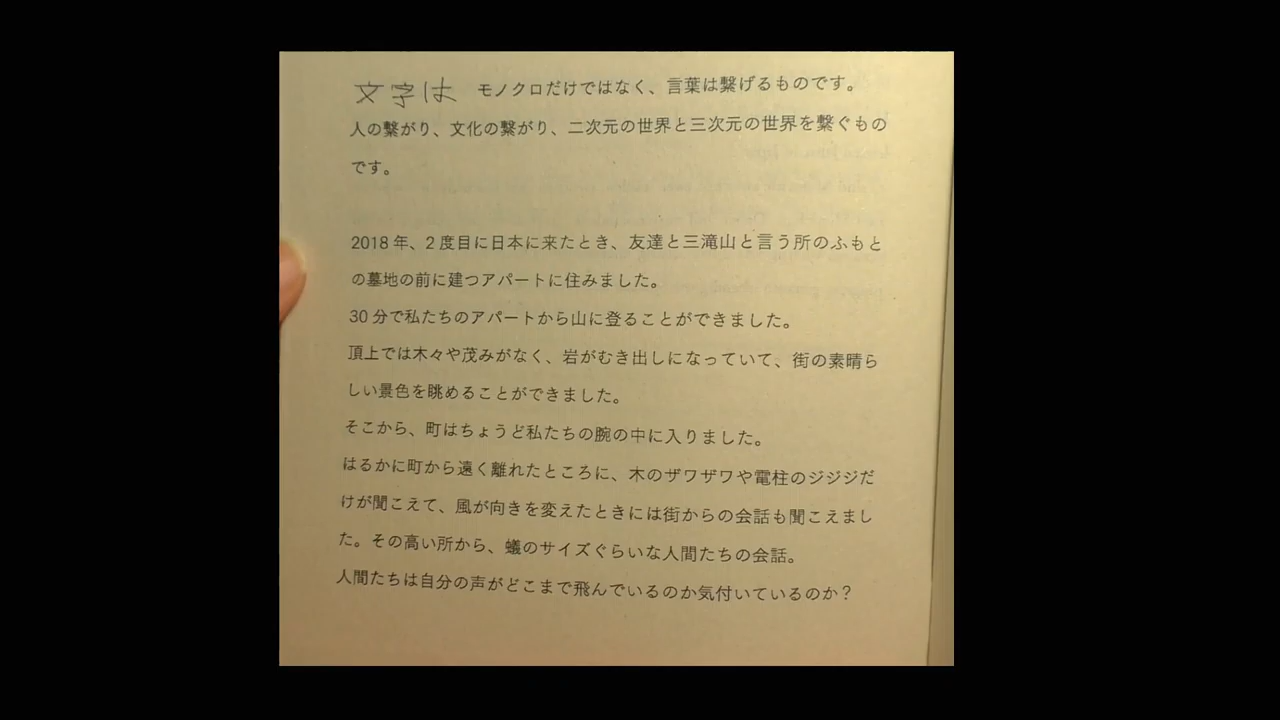 文字は モノクロだけではなく、言葉は繋げるものです。
人の繋がり、文化の繋がり、二次元の世界と三次元の世界を繋ぐもの
です。
2018年、2度目に日本に来たとき、友達と三滝山と言う所のふもと
の墓地の前に建つアパートに住みました。
30分で私たちのアパートから山に登ることができました。
頂上では木々や茂みがなく、岩がむき出しになっていて、街の素晴ら
しい景色を眺めることができました。
そこから、町はちょうど私たちの腕の中に入りました。
はるかに町から遠く離れたところに、木のザワザワや電柱のジジジだ
けが聞こえて、風が向きを変えたときには街からの会話も聞こえまし
た。その高い所から、蟻のサイズぐらいな人間たちの会話。
人間たちは自分の声がどこまで飛んでいるのか気付いているのか？